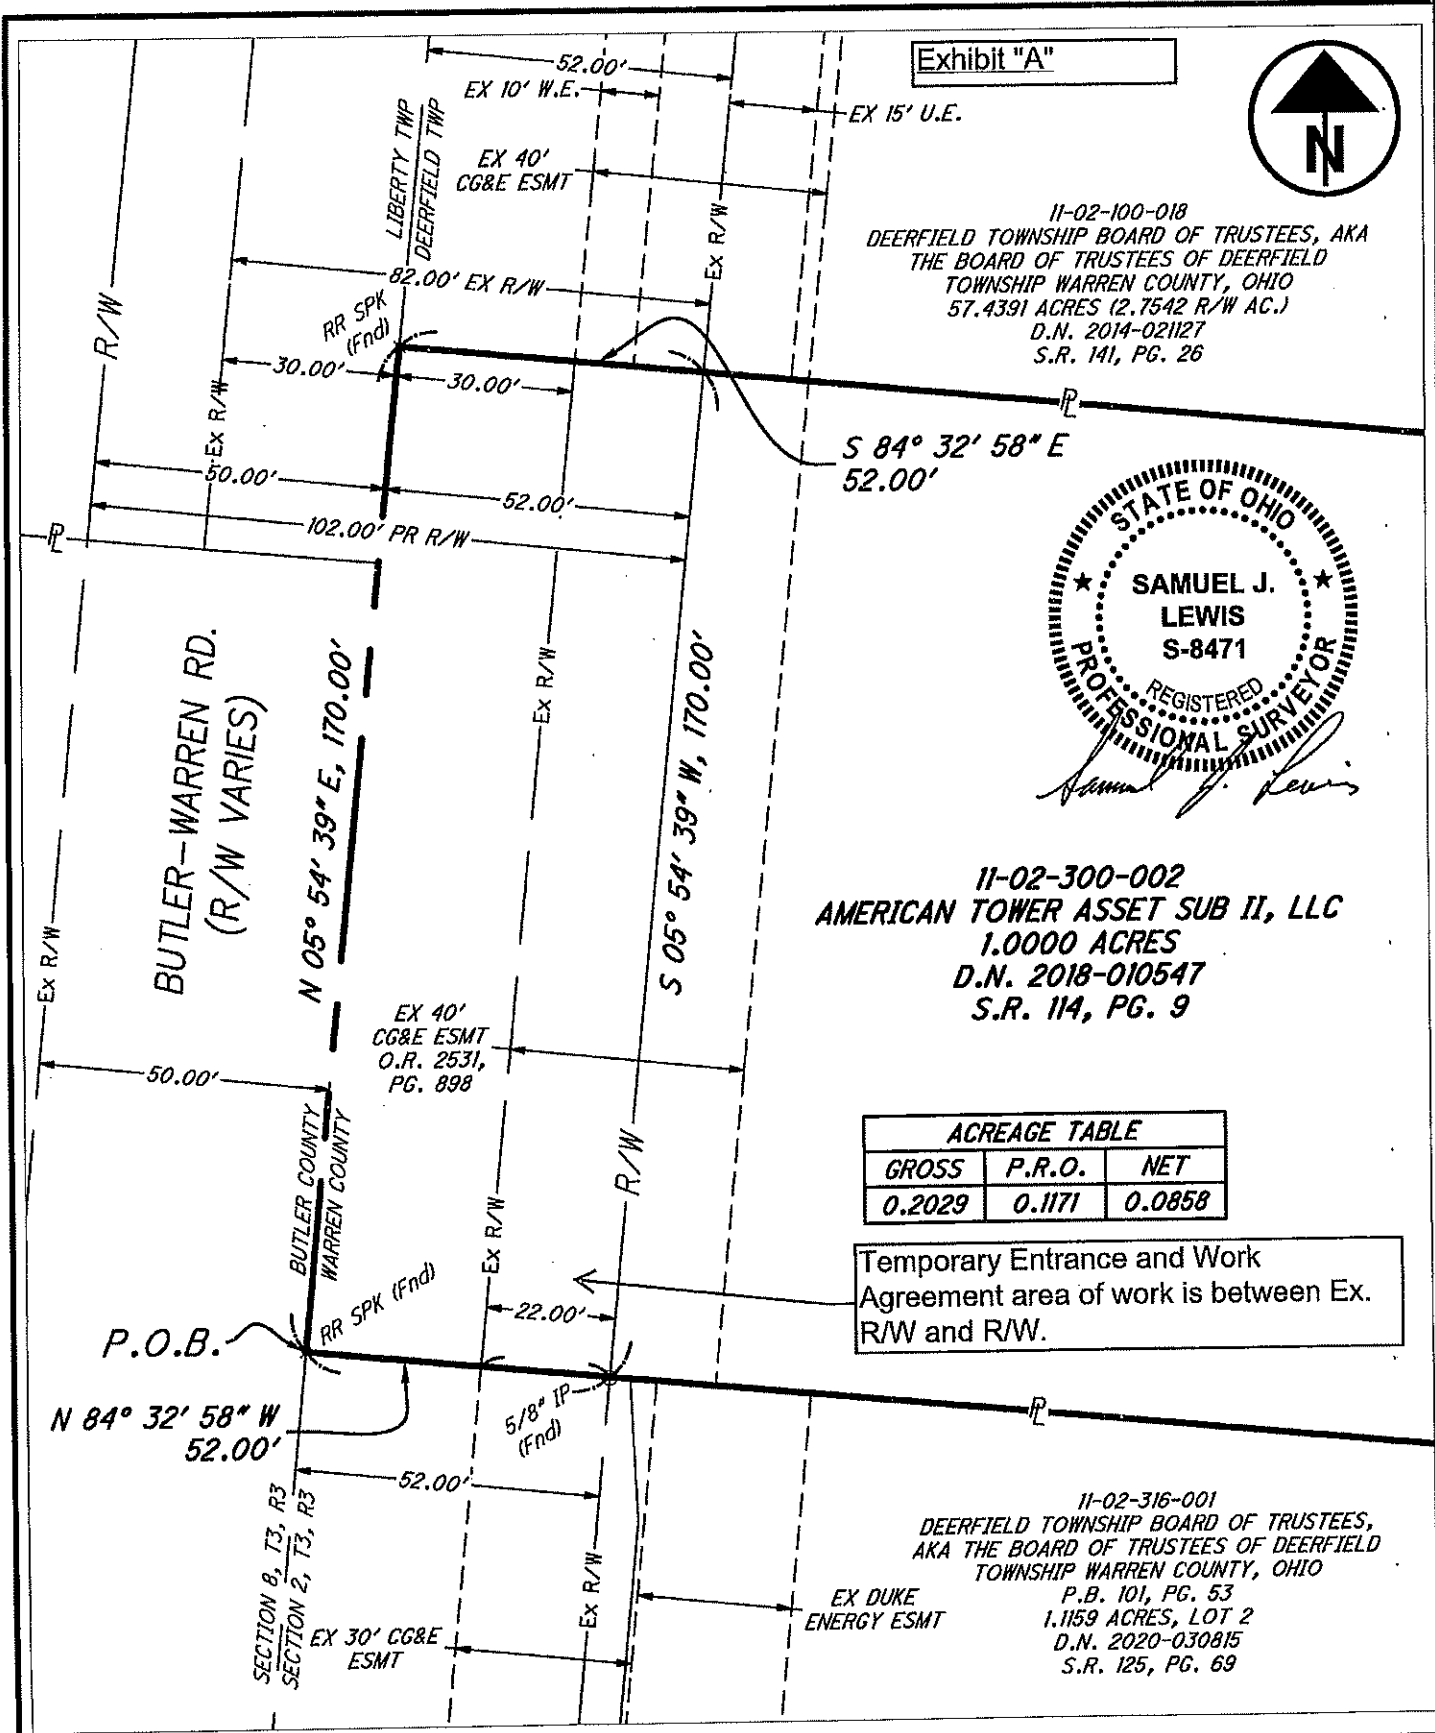 Exhibit "A"
52.00'
EX 10' W.E.
EX 15' U.E.
LIBERTY TWP
DEERFIELD TWP
EX 40'
CG&E ESMT
N
11-02-100-018
DEERFIELD TOWNSHIP BOARD OF TRUSTEES, AKA
THE BOARD OF TRUSTEES OF DEERFIELD
TOWNSHIP WARREN COUNTY, OHIO
57.4391 ACRES (2.7542 R/W AC.)
D.N. 2014-021127
S.R. 141, PG. 26
Ex R/W
82.00' EX R/W
R/W
RR SPK
(Fnd)
30.00'
30.00'
Ex R/W
PL
S 84° 32' 58" E
52.00'
50.00'
52.00'
102.00' PR R/W
PL
STATE OF OHIO
SAMUEL J.
LEWIS
S-8471
REGISTERED
PROFESSIONAL SURVEYOR
Samuel J. Lewis
BUTLER-WARREN RD.
(R/W VARIES)
N 05° 54' 39" E, 170.00'
Ex R/W
S 05° 54' 39" W, 170.00'
11-02-300-002
AMERICAN TOWER ASSET SUB II, LLC
1.0000 ACRES
D.N. 2018-010547
S.R. 114, PG. 9
Ex R/W
EX 40'
CG&E ESMT
O.R. 2531,
PG. 898
50.00'
BUTLER COUNTY
WARREN COUNTY
R/W
ACREAGE TABLE
GROSS P.R.O. NET
0.2029 0.1171 0.0858
Ex R/W
Temporary Entrance and Work
Agreement area of work is between Ex.
R/W and R/W.
22.00'
RR SPK (Fnd)
P.O.B.
N 84° 32' 58" W
52.00'
5/8" IP
(Fnd)
PL
52.00'
SECTION 8, T3, R3
SECTION 2, T3, R3
Ex R/W
EX 30' CG&E
ESMT
EX DUKE
ENERGY ESMT
11-02-316-001
DEERFIELD TOWNSHIP BOARD OF TRUSTEES,
AKA THE BOARD OF TRUSTEES OF DEERFIELD
TOWNSHIP WARREN COUNTY, OHIO
P.B. 101, PG. 53
1.1159 ACRES, LOT 2
D.N. 2020-030815
S.R. 125, PG. 69